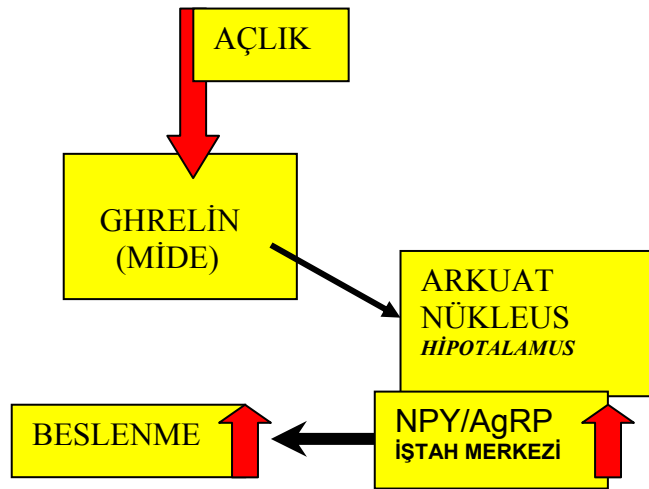 AÇLIK
GHRELİN
(MİDE)
ARKUAT
NÜKLEUS
HİPOTALAMUS
NPY/AgRP
İŞTAH MERKEZİ
BESLENME